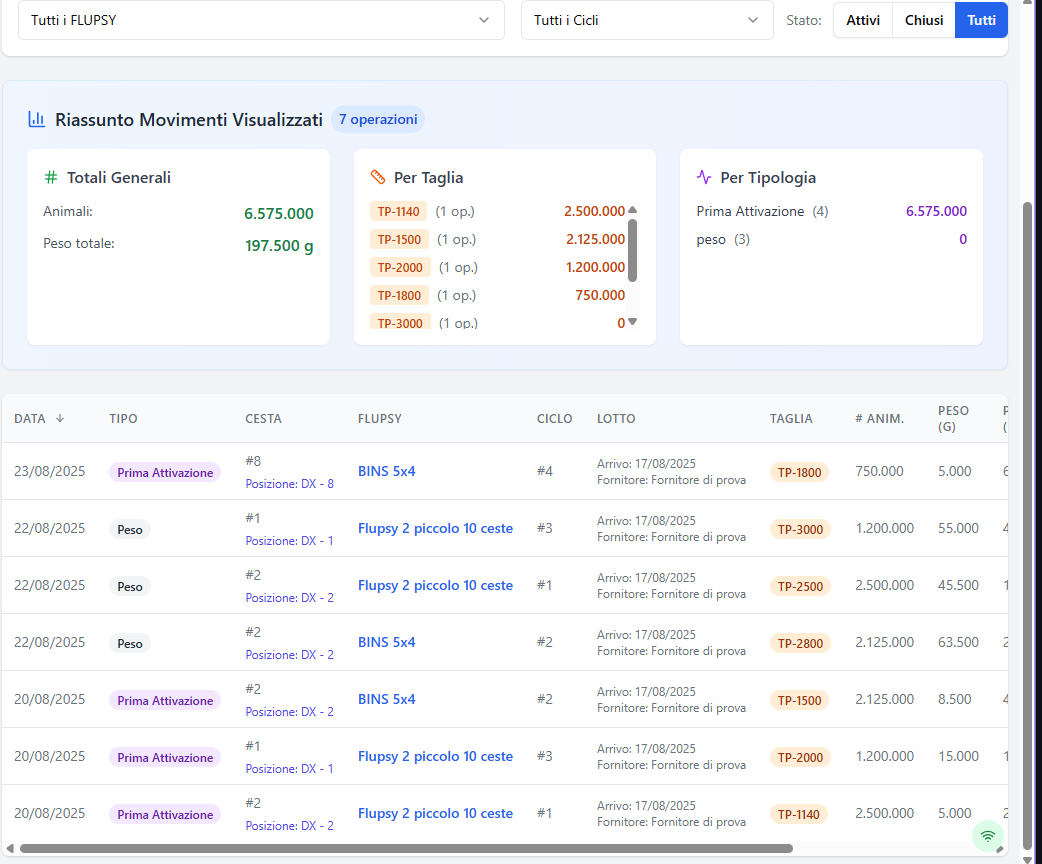 Tutti i FLUPSY Tutti i Cicli Stato: Attivi Chiusi Tutti
Riassunto Movimenti Visualizzati 7 operazioni
Totali Generali
Animali: 6.575.000
Peso totale: 197.500 g
Per Taglia
TP-1140 (1 op.) 2.500.000
TP-1500 (1 op.) 2.125.000
TP-2000 (1 op.) 1.200.000
TP-1800 (1 op.) 750.000
TP-3000 (1 op.) 0
Per Tipologia
Prima Attivazione (4) 6.575.000
peso (3) 0
DATA TIPO CESTA FLUPSY CICLO LOTTO TAGLIA # ANIM. PESO (G) P (
23/08/2025 Prima Attivazione #8 BINS 5x4 #4 Arrivo: 17/08/2025 TP-1800 750.000 5.000 6
Posizione: DX - 8 Fornitore: Fornitore di prova
22/08/2025 Peso #1 Flupsy 2 piccolo 10 ceste #3 Arrivo: 17/08/2025 TP-3000 1.200.000 55.000 4
Posizione: DX - 1 Fornitore: Fornitore di prova
22/08/2025 Peso #2 Flupsy 2 piccolo 10 ceste #1 Arrivo: 17/08/2025 TP-2500 2.500.000 45.500 1
Posizione: DX - 2 Fornitore: Fornitore di prova
22/08/2025 Peso #2 BINS 5x4 #2 Arrivo: 17/08/2025 TP-2800 2.125.000 63.500 2
Posizione: DX - 2 Fornitore: Fornitore di prova
20/08/2025 Prima Attivazione #2 BINS 5x4 #2 Arrivo: 17/08/2025 TP-1500 2.125.000 8.500 4
Posizione: DX - 2 Fornitore: Fornitore di prova
20/08/2025 Prima Attivazione #1 Flupsy 2 piccolo 10 ceste #3 Arrivo: 17/08/2025 TP-2000 1.200.000 15.000 1
Posizione: DX - 1 Fornitore: Fornitore di prova
20/08/2025 Prima Attivazione #2 Flupsy 2 piccolo 10 ceste #1 Arrivo: 17/08/2025 TP-1140 2.500.000 5.000 2
Posizione: DX - 2 Fornitore: Fornitore di prova